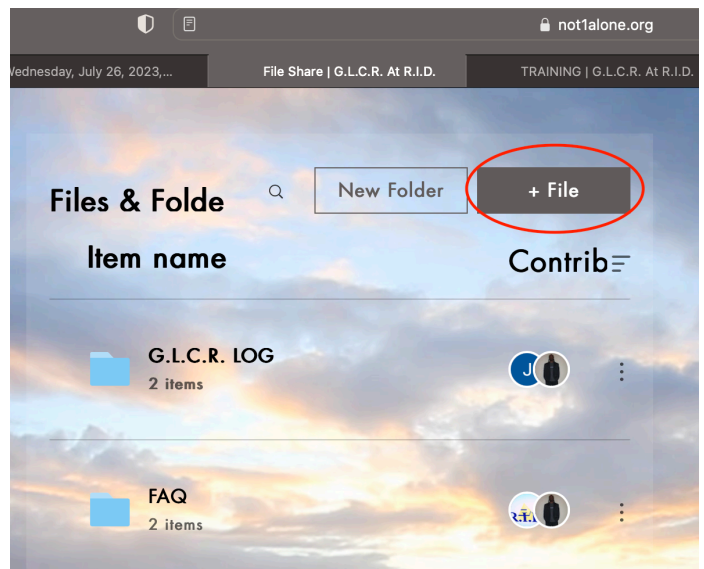 not1alone.org
Wednesday, July 26, 2023,...
File Share | G.L.C.R. At R.I.D.
TRAINING | G.L.C.R. At R.I.D.
Files & Folde
New Folder
+ File
Item name
Contrib
G.L.C.R. LOG
2 items
J
FAQ
2 items
R.I.